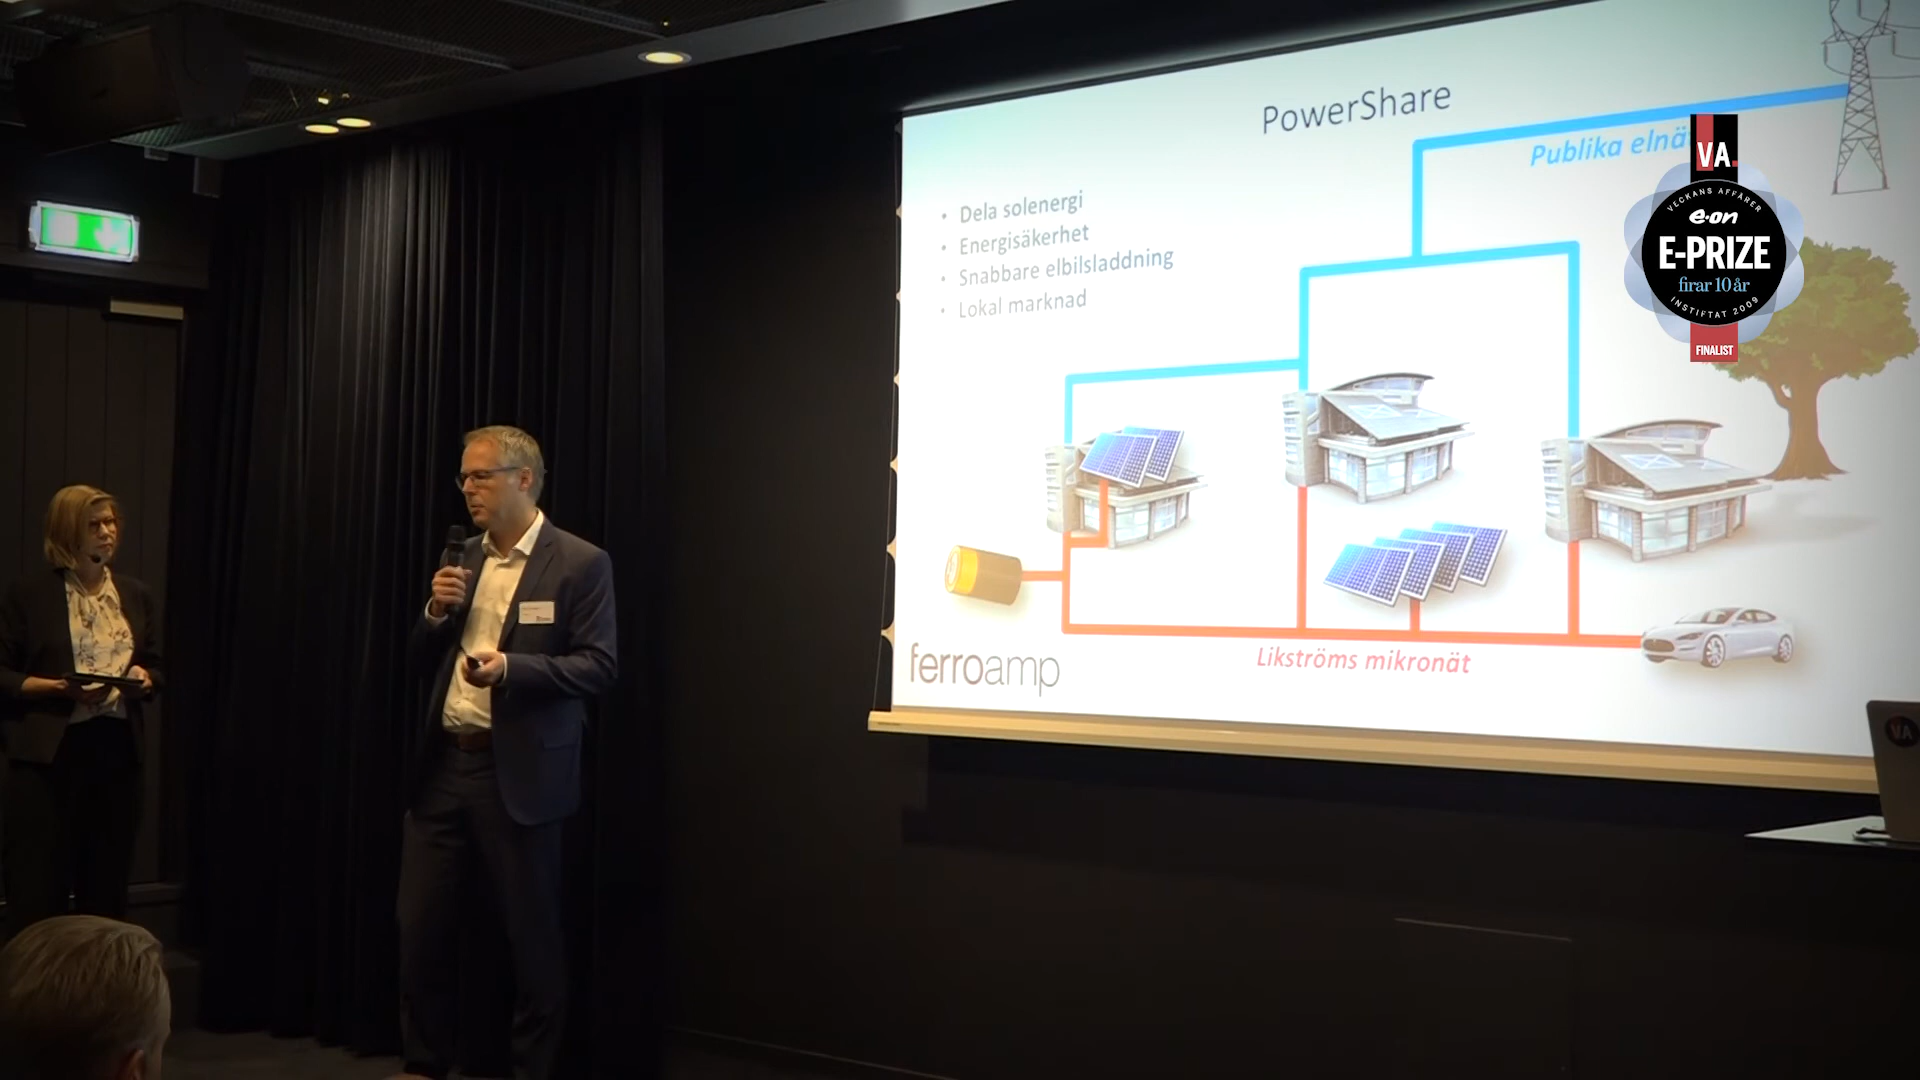 PowerShare
Publika elnä
• Dela solenergi
• Energisäkerhet
• Snabbare elbilsladdning
• Lokal marknad
Likströms mikronät
ferroamp
VA.
VECKANS AFFÄRER
e·on
E-PRIZE
firar 10 år
INSTIFTAT 2009
FINALIST
VA